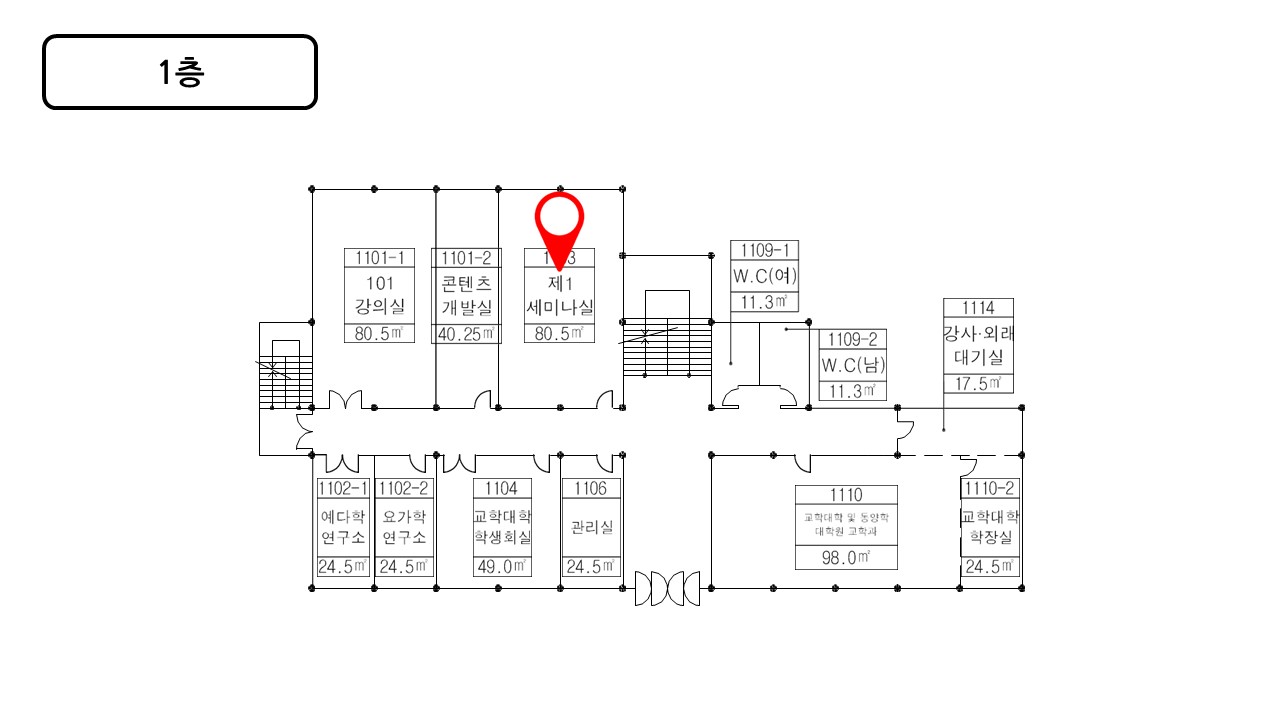 1층
1101-1
101
강의실
80.5㎡
1101-2
콘텐츠
개발실
40.25㎡
제1
세미나실
80.5㎡
1109-1
W.C(여)
11.3㎡
1109-2
W.C(남)
11.3㎡
1114
강사·외래
대기실
17.5㎡
1102-1
예다학
연구소
24.5㎡
1102-2
요가학
연구소
24.5㎡
1104
교학대학
학생회실
49.0㎡
1106
관리실
24.5㎡
1110
교학대학 및 동양학
대학원 교학과
98.0㎡
1110-2
교학대학
학장실
24.5㎡